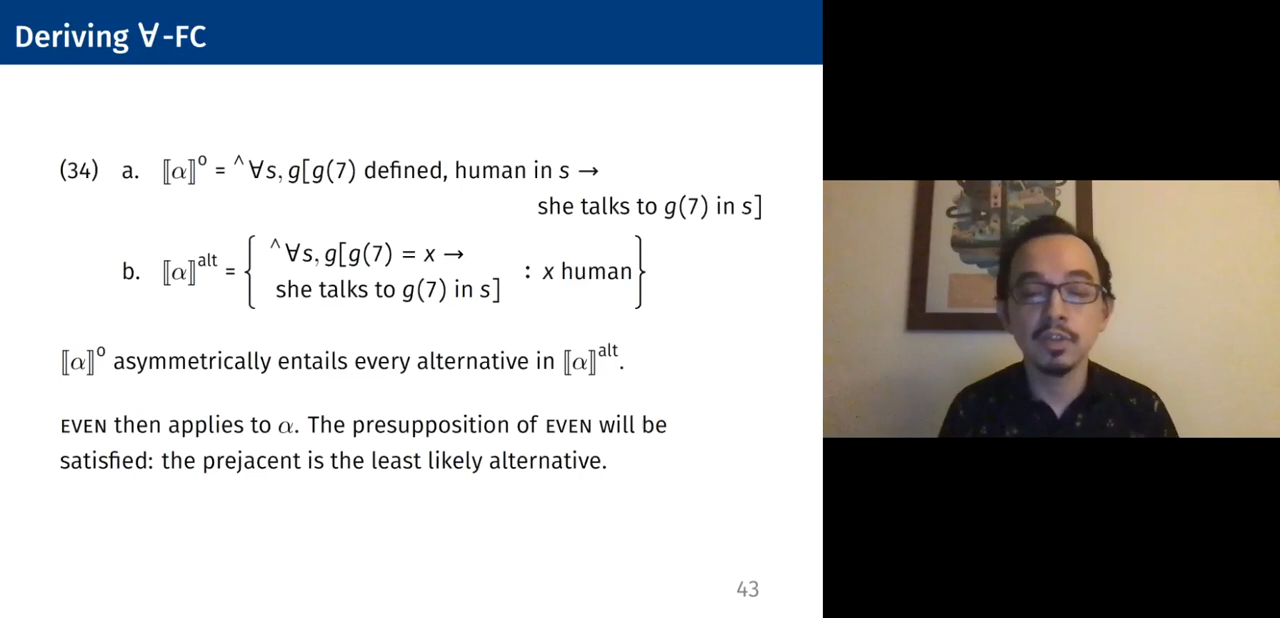 Deriving ∀-FC
(34) a. ⟦α⟧ᵒ = ^∀s, g[g(7) defined, human in s →
she talks to g(7) in s]
b. ⟦α⟧ᵃˡᵗ = { ^∀s, g[g(7) = x →
she talks to g(7) in s] : x human }
⟦α⟧ᵒ asymmetrically entails every alternative in ⟦α⟧ᵃˡᵗ.
EVEN then applies to α. The presupposition of EVEN will be
satisfied: the prejacent is the least likely alternative.
43